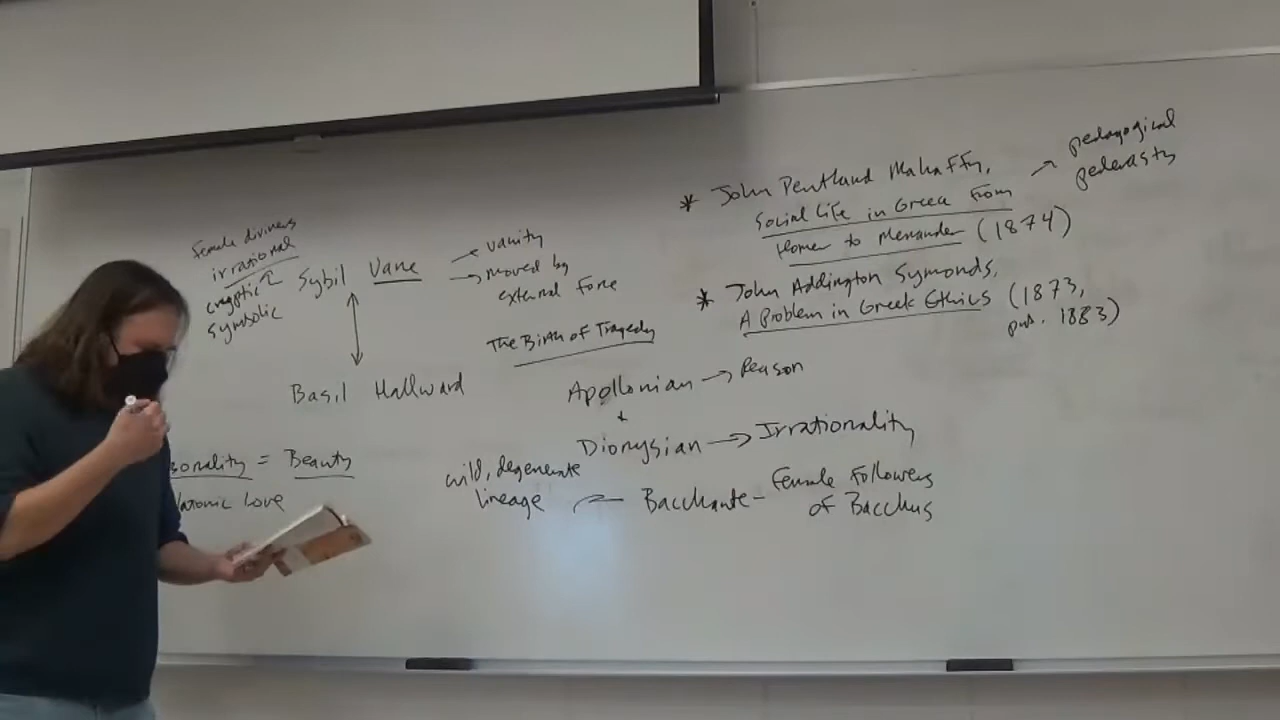 female diviners
irrational
cryptic
symbolic
Sybil Vane
vanity
moved by
external force
Basil Hallward
sonality = Beauty
latonic Love
The Birth of Tragedy
Apollonian → Reason
+
Dionysian → Irrationality
wild, degenerate
lineage
Bacchante - Female Followers
of Bacchus
* John Pentland Mahaffy,
Social Life in Greece From
Homer to Menander (1874)
→ pedagogical
pederasty
* John Addington Symonds,
A Problem in Greek Ethics (1873,
pub. 1883)